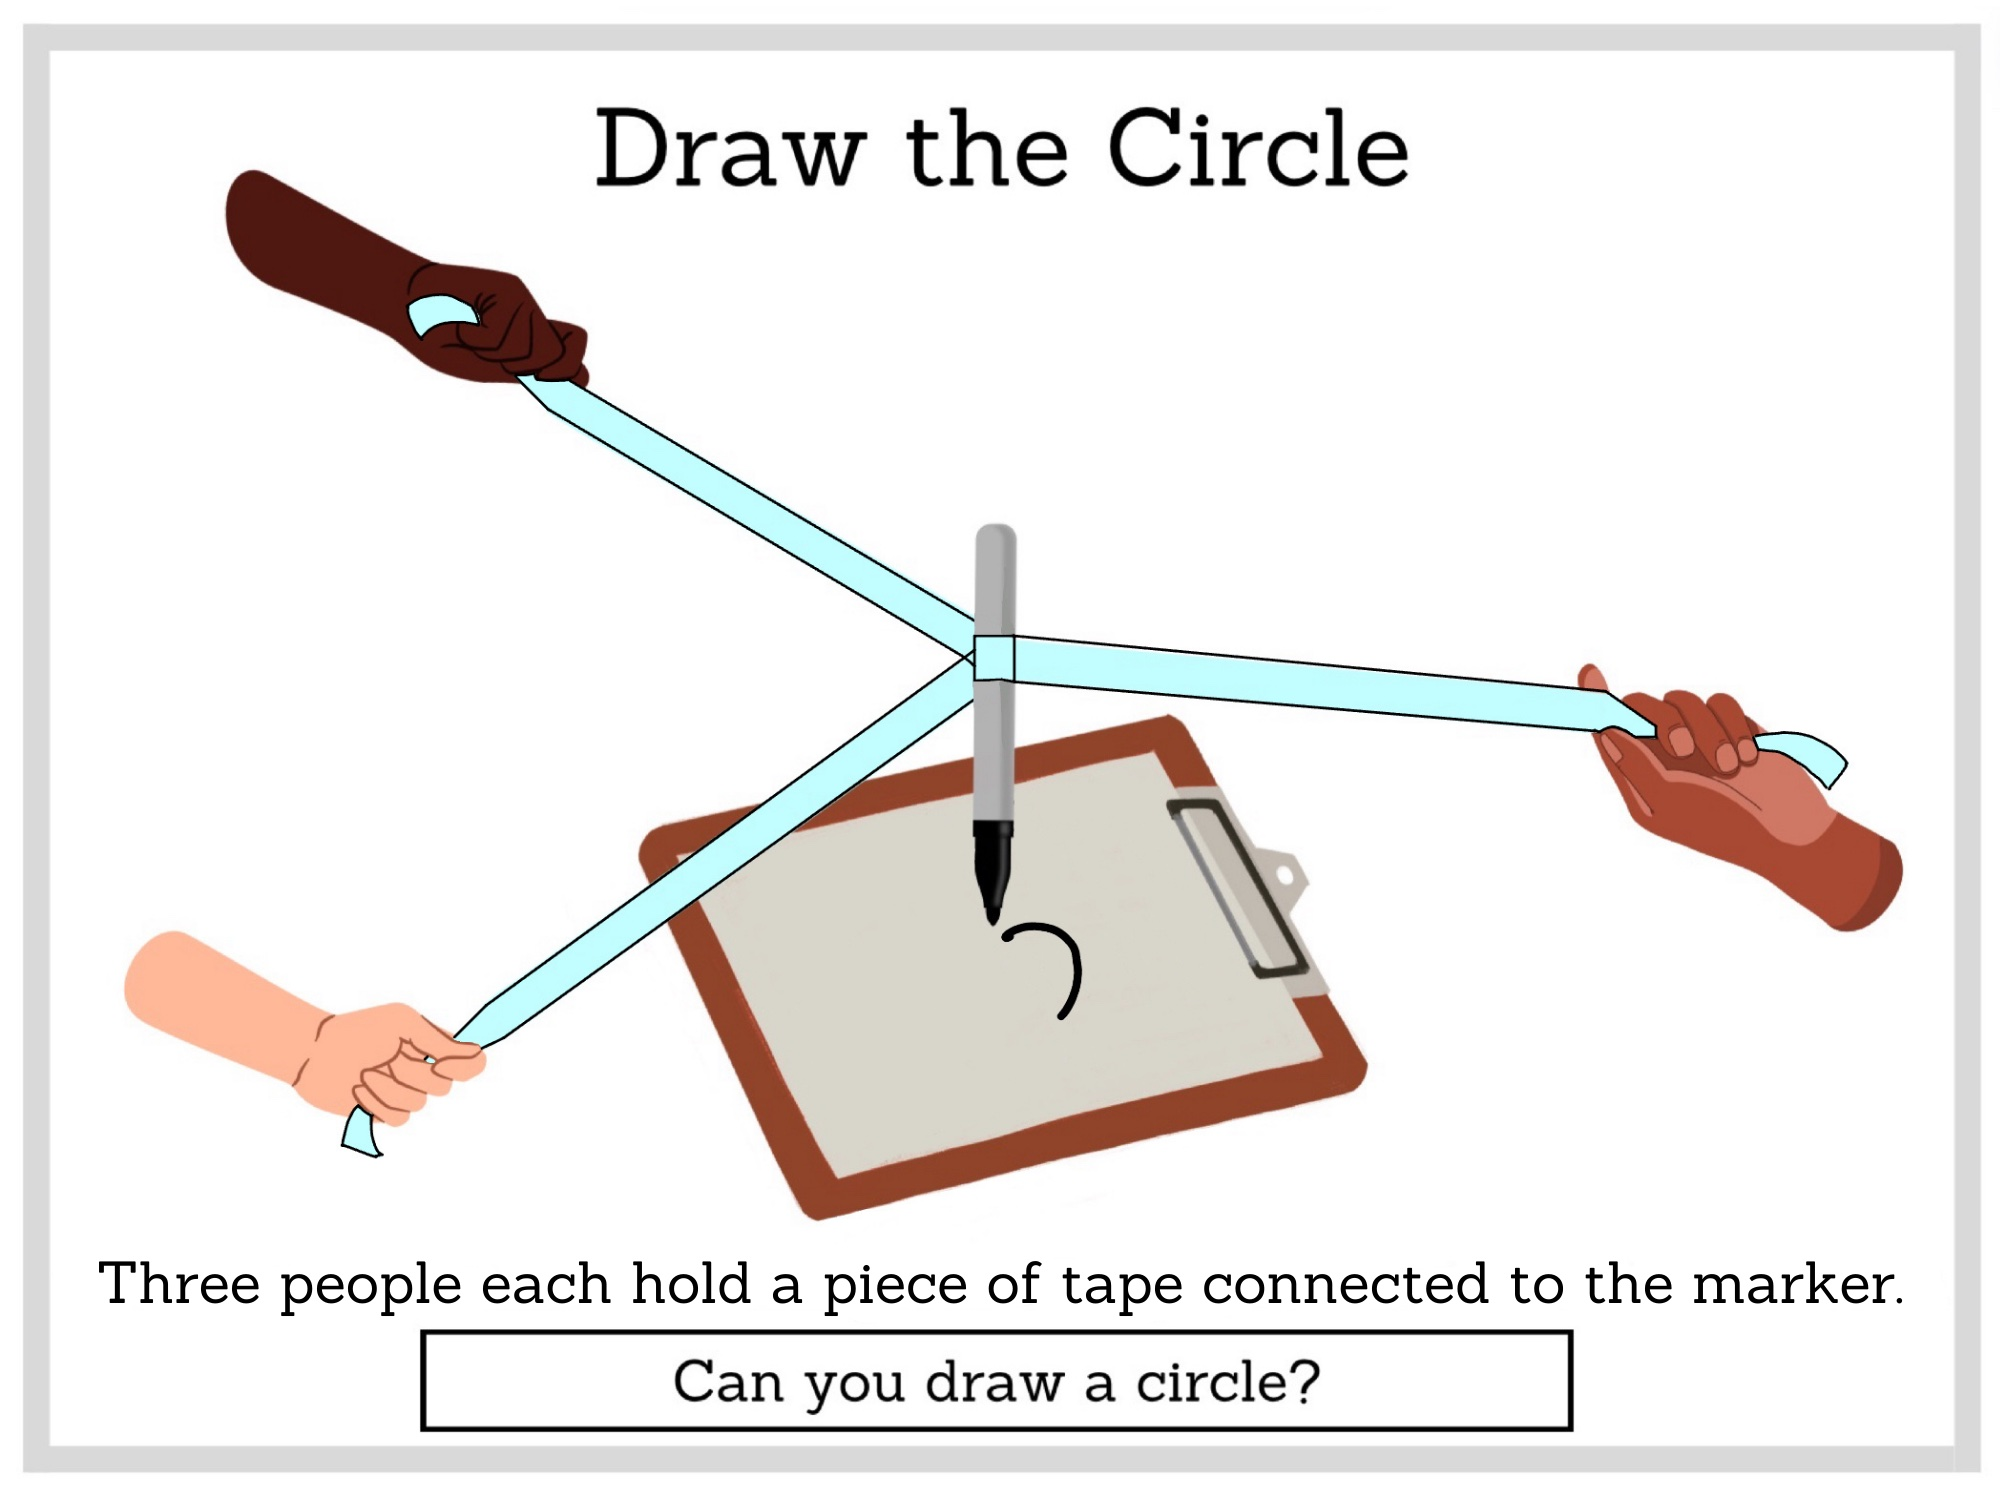 Draw the Circle
Three people each hold a piece of tape connected to the marker.
Can you draw a circle?